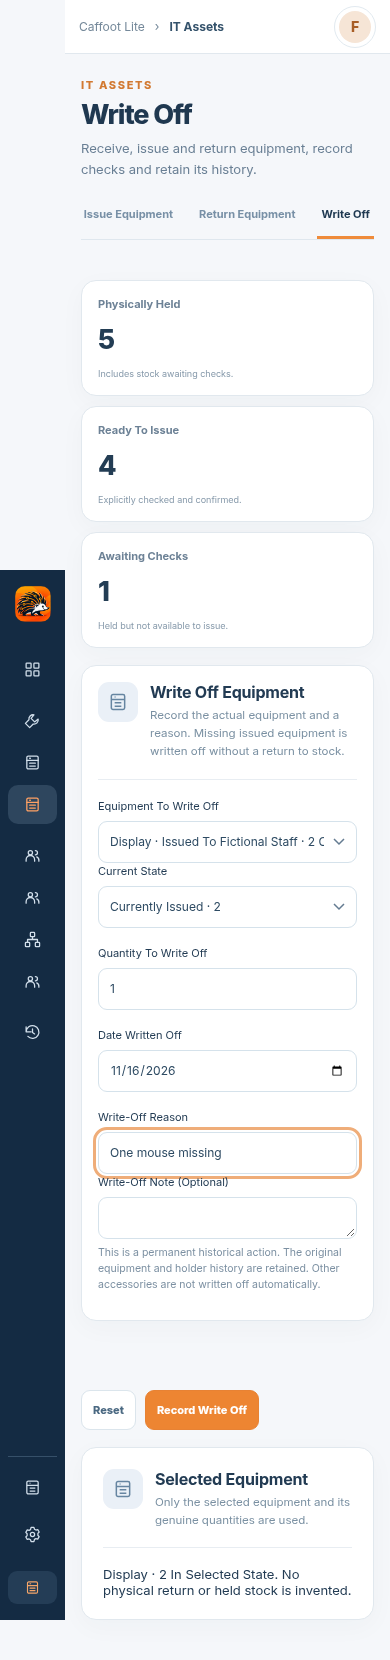 Caffoot Lite › IT Assets
F
IT ASSETS
Write Off
Receive, issue and return equipment, record
checks and retain its history.
Issue Equipment Return Equipment Write Off
Physically Held
5
Includes stock awaiting checks.
Ready To Issue
4
Explicitly checked and confirmed.
Awaiting Checks
1
Held but not available to issue.
Write Off Equipment
Record the actual equipment and a
reason. Missing issued equipment is
written off without a return to stock.
Equipment To Write Off
Display · Issued To Fictional Staff · 2
Current State
Currently Issued · 2
Quantity To Write Off
1
Date Written Off
11/16/2026
Write-Off Reason
One mouse missing
Write-Off Note (Optional)
This is a permanent historical action. The original
equipment and holder history are retained. Other
accessories are not written off automatically.
Reset Record Write Off
Selected Equipment
Only the selected equipment and its
genuine quantities are used.
Display · 2 In Selected State. No
physical return or held stock is invented.